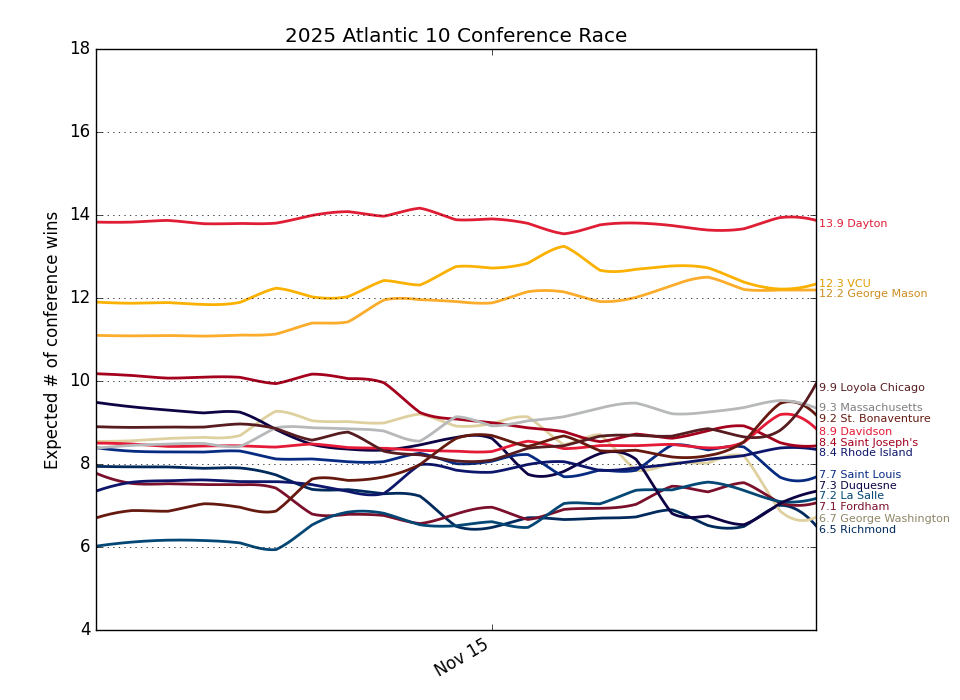 2025 Atlantic 10 Conference Race
Expected # of conference wins
18
16
14
12
10
8
6
4
Nov 15
13.9 Dayton
12.3 VCU
12.2 George Mason
9.9 Loyola Chicago
9.3 Massachusetts
9.2 St. Bonaventure
8.9 Davidson
8.4 Saint Joseph's
8.4 Rhode Island
7.7 Saint Louis
7.3 Duquesne
7.2 La Salle
7.1 Fordham
6.7 George Washington
6.5 Richmond